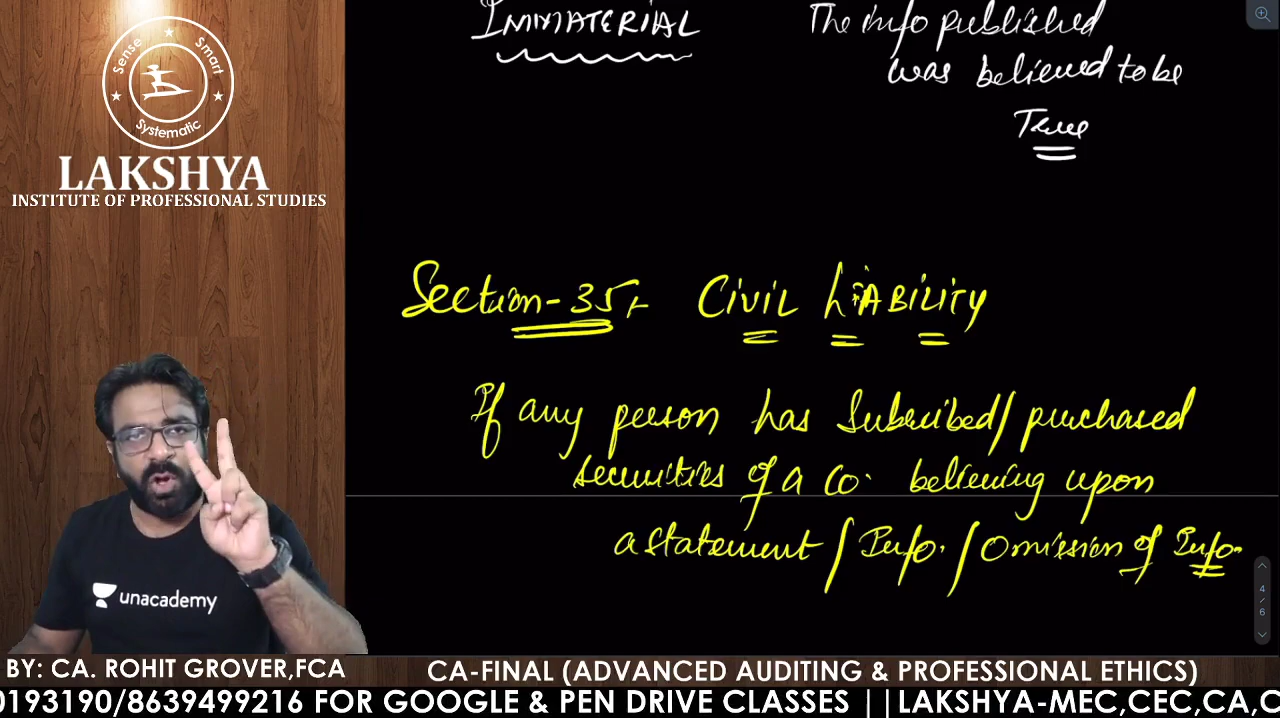 Sense
Smart
Systematic
LAKSHYA
INSTITUTE OF PROFESSIONAL STUDIES
IMMATERIAL
The info published
was believed to be
True
Section-35:
CIVIL LIABILITY
If any person has subscribed/purchased
securities of a co. believing upon
a statement / Info. / Omission of Info.
4
/
6
unacademy
BY: CA. ROHIT GROVER,FCA
CA-FINAL (ADVANCED AUDITING & PROFESSIONAL ETHICS)
0193190/8639499216 FOR GOOGLE & PEN DRIVE CLASSES ||LAKSHYA-MEC,CEC,CA,C